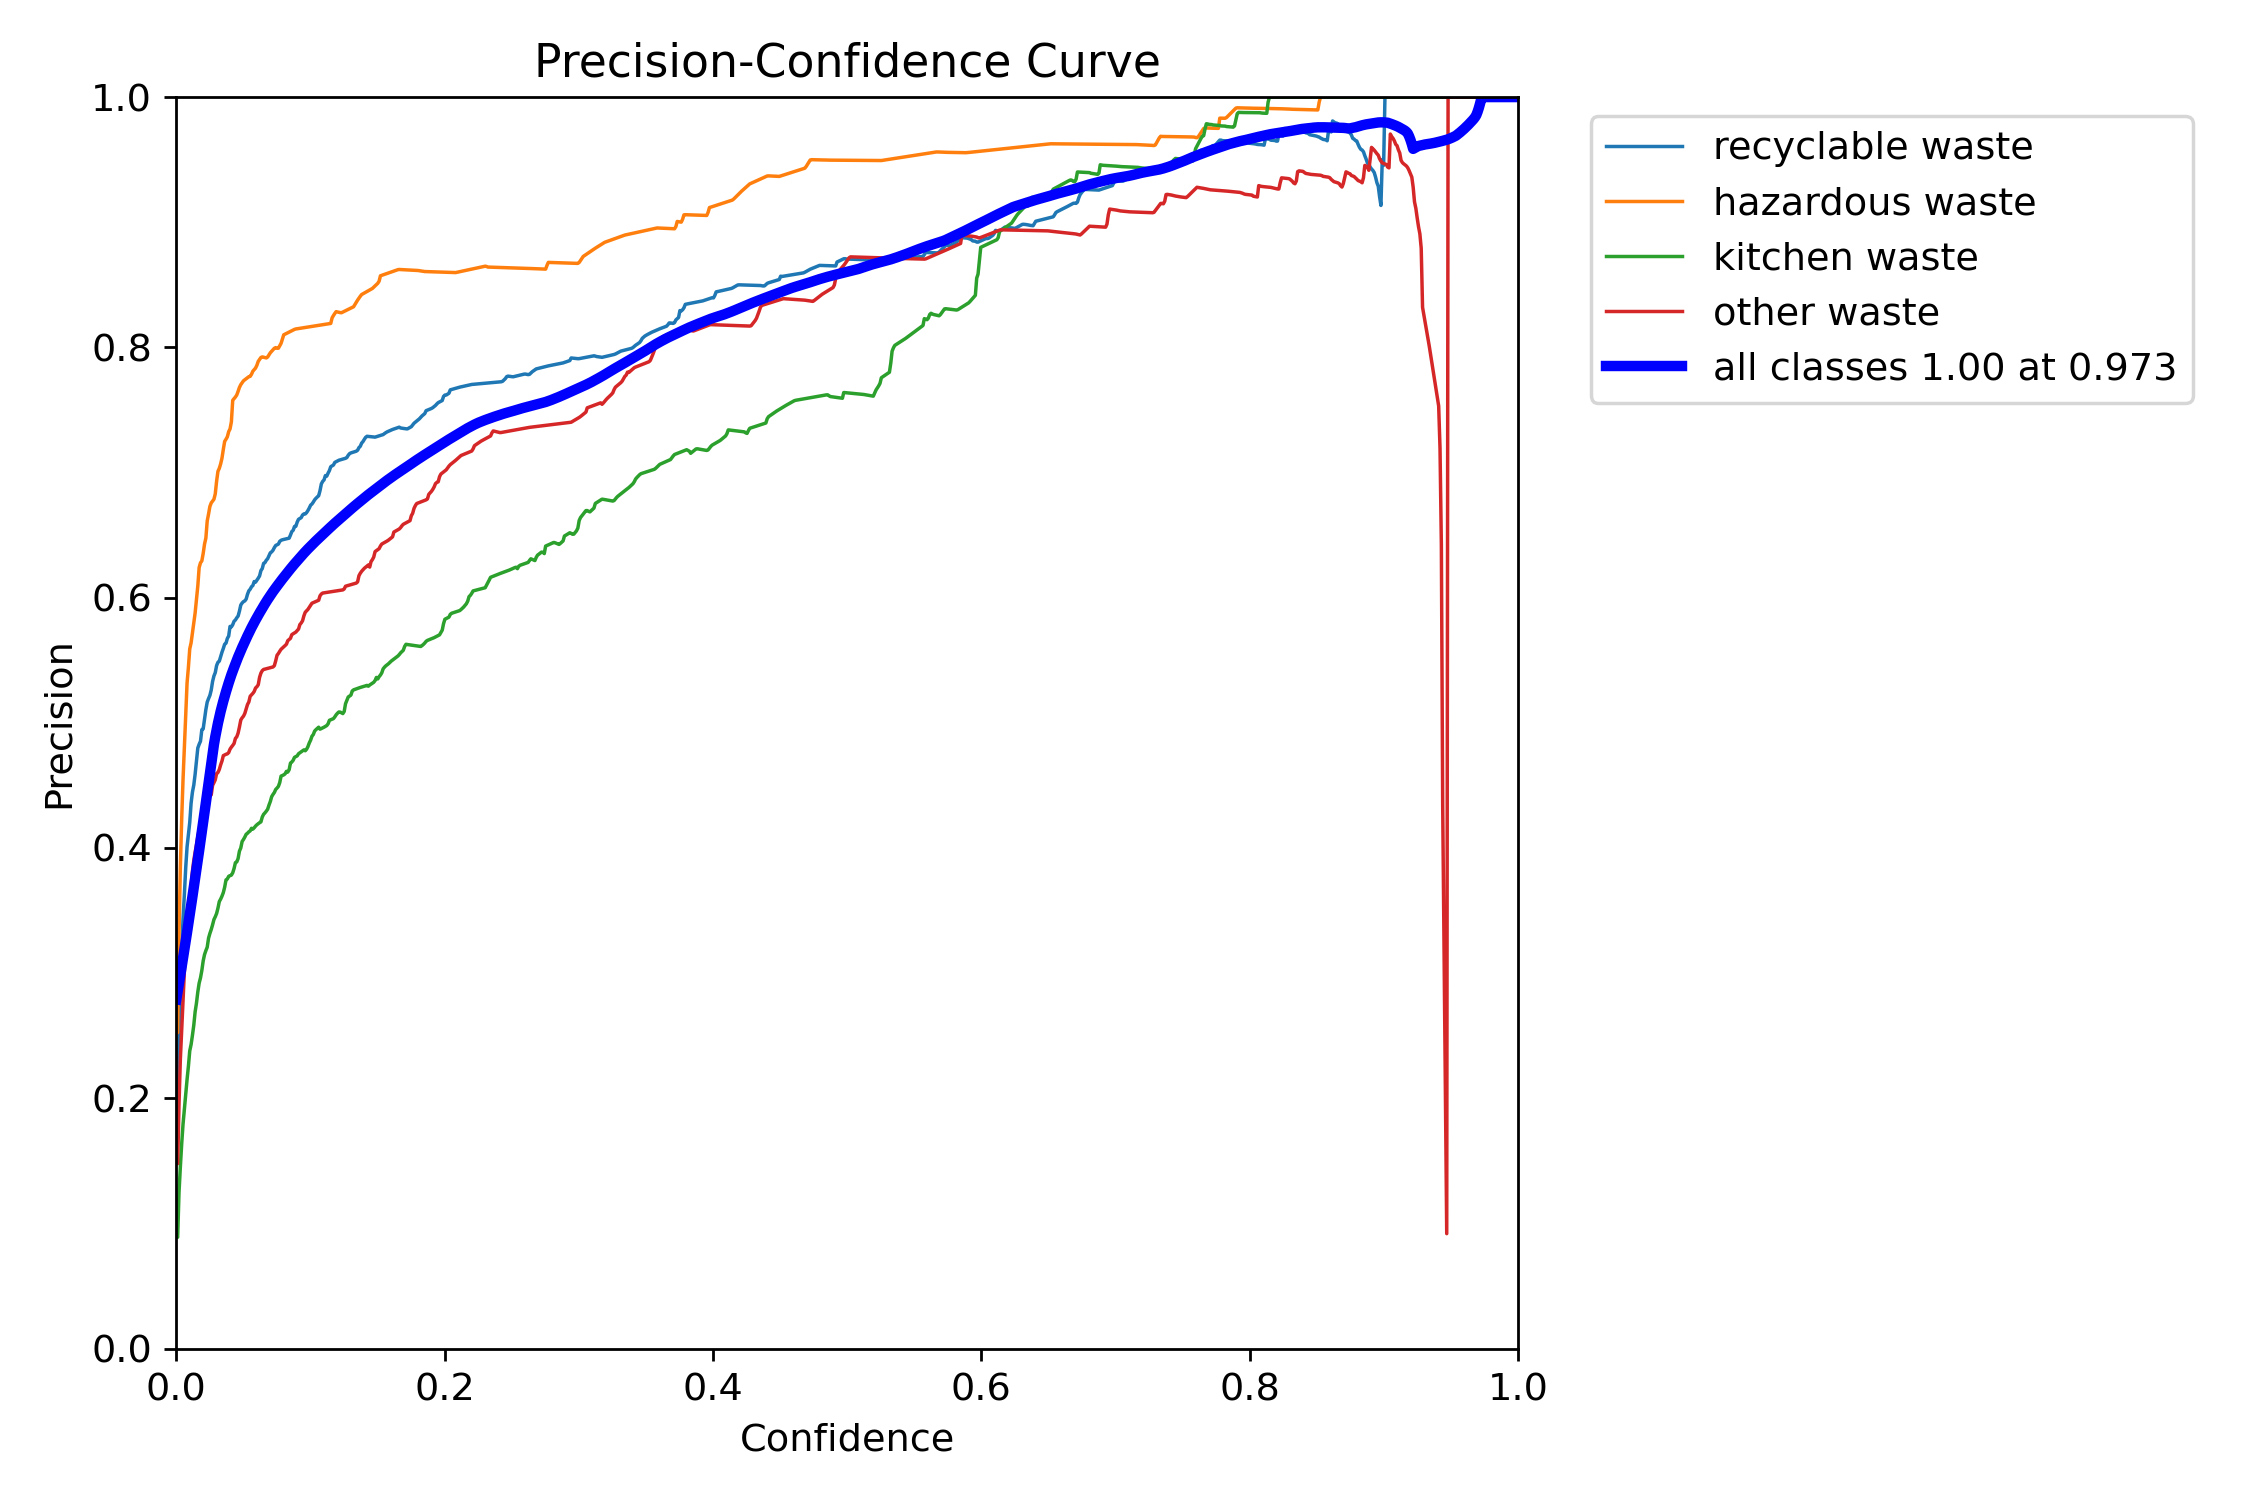 Precision-Confidence Curve
1.0
0.8
0.6
0.4
0.2
0.0
Precision
0.0 0.2 0.4 0.6 0.8 1.0
Confidence
recyclable waste
hazardous waste
kitchen waste
other waste
all classes 1.00 at 0.973